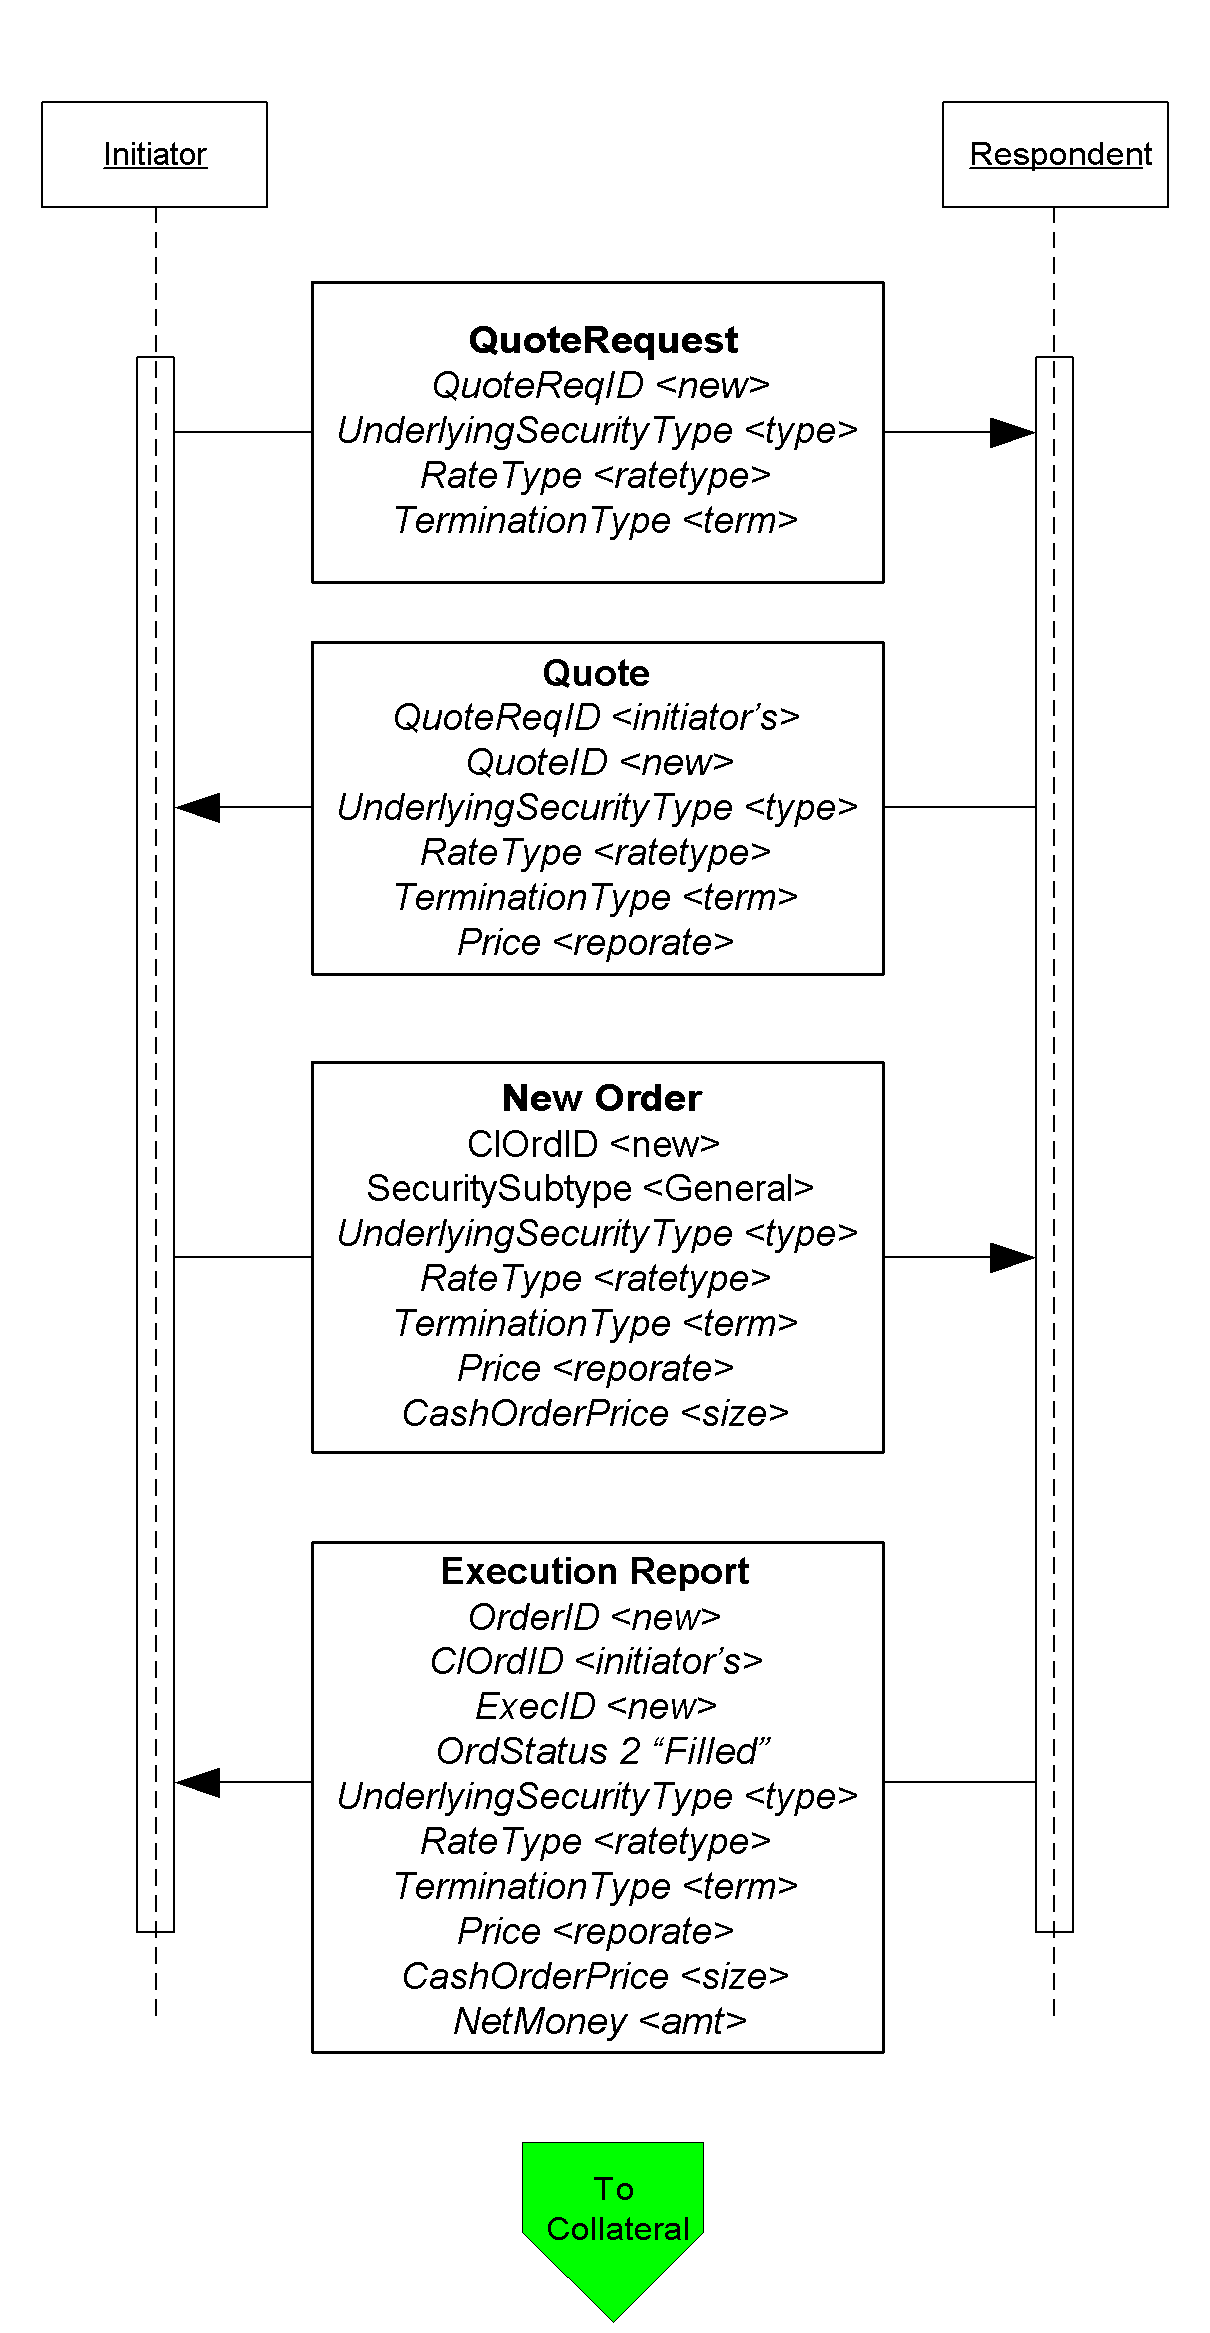 Initiator
Respondent
QuoteRequest
QuoteReqID <new>
UnderlyingSecurityType <type>
RateType <ratetype>
TerminationType <term>
Quote
QuoteReqID <initiator’s>
QuoteID <new>
UnderlyingSecurityType <type>
RateType <ratetype>
TerminationType <term>
Price <reporate>
New Order
ClOrdID <new>
SecuritySubtype <General>
UnderlyingSecurityType <type>
RateType <ratetype>
TerminationType <term>
Price <reporate>
CashOrderPrice <size>
Execution Report
OrderID <new>
ClOrdID <initiator’s>
ExecID <new>
OrdStatus 2 “Filled”
UnderlyingSecurityType <type>
RateType <ratetype>
TerminationType <term>
Price <reporate>
CashOrderPrice <size>
NetMoney <amt>
To
Collateral